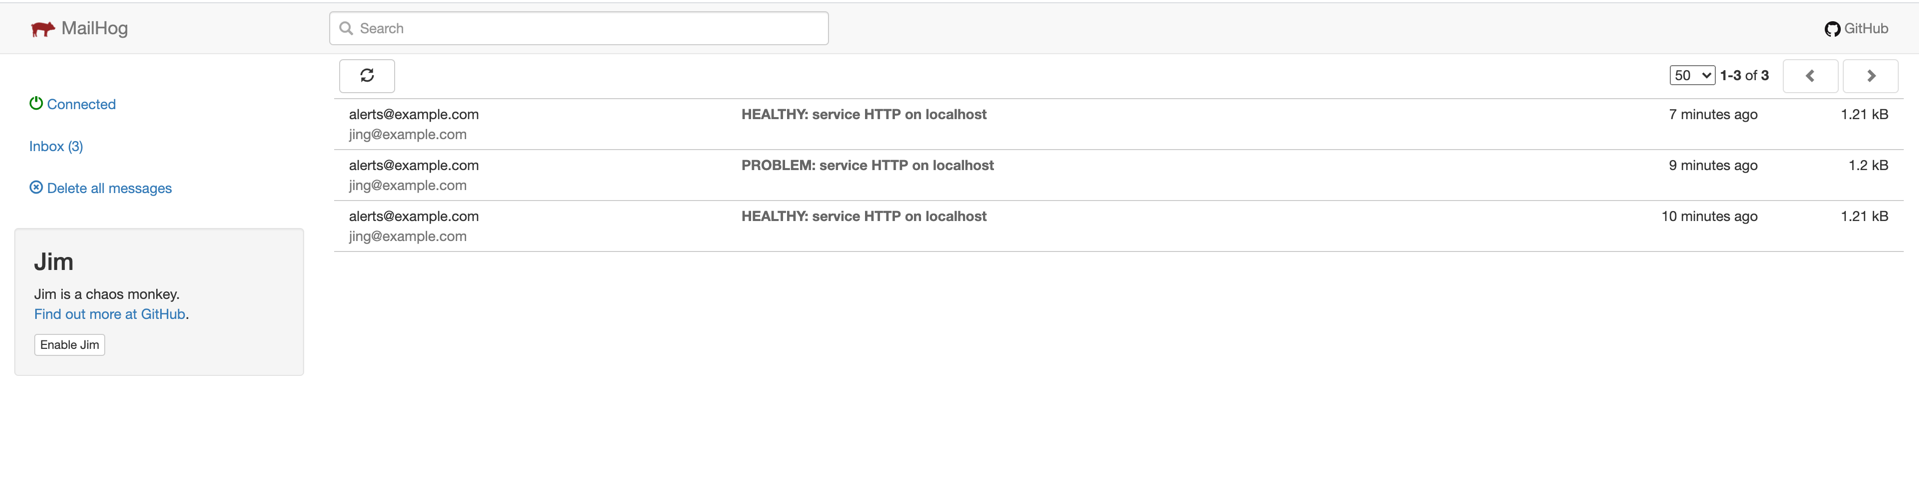 MailHog
Search
GitHub
Connected
Inbox (3)
Delete all messages
Jim
Jim is a chaos monkey.
Find out more at GitHub.
Enable Jim
50 1-3 of 3
alerts@example.com HEALTHY: service HTTP on localhost 7 minutes ago 1.21 kB
jing@example.com
alerts@example.com PROBLEM: service HTTP on localhost 9 minutes ago 1.2 kB
jing@example.com
alerts@example.com HEALTHY: service HTTP on localhost 10 minutes ago 1.21 kB
jing@example.com